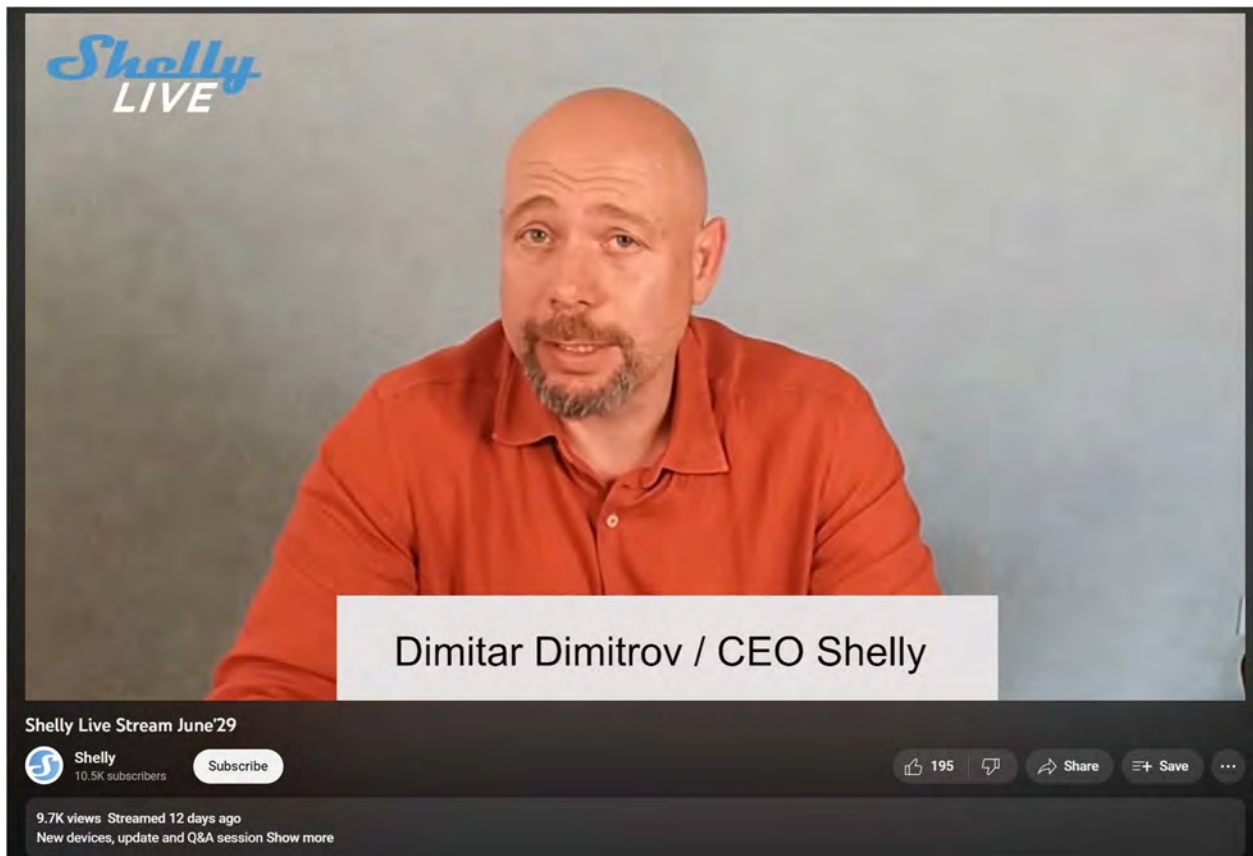 Shelly
LIVE
Dimitar Dimitrov / CEO Shelly
Shelly Live Stream June'29
Shelly
10.5K subscribers
Subscribe
195
Share
Save
9.7K views Streamed 12 days ago
New devices, update and Q&A session Show more